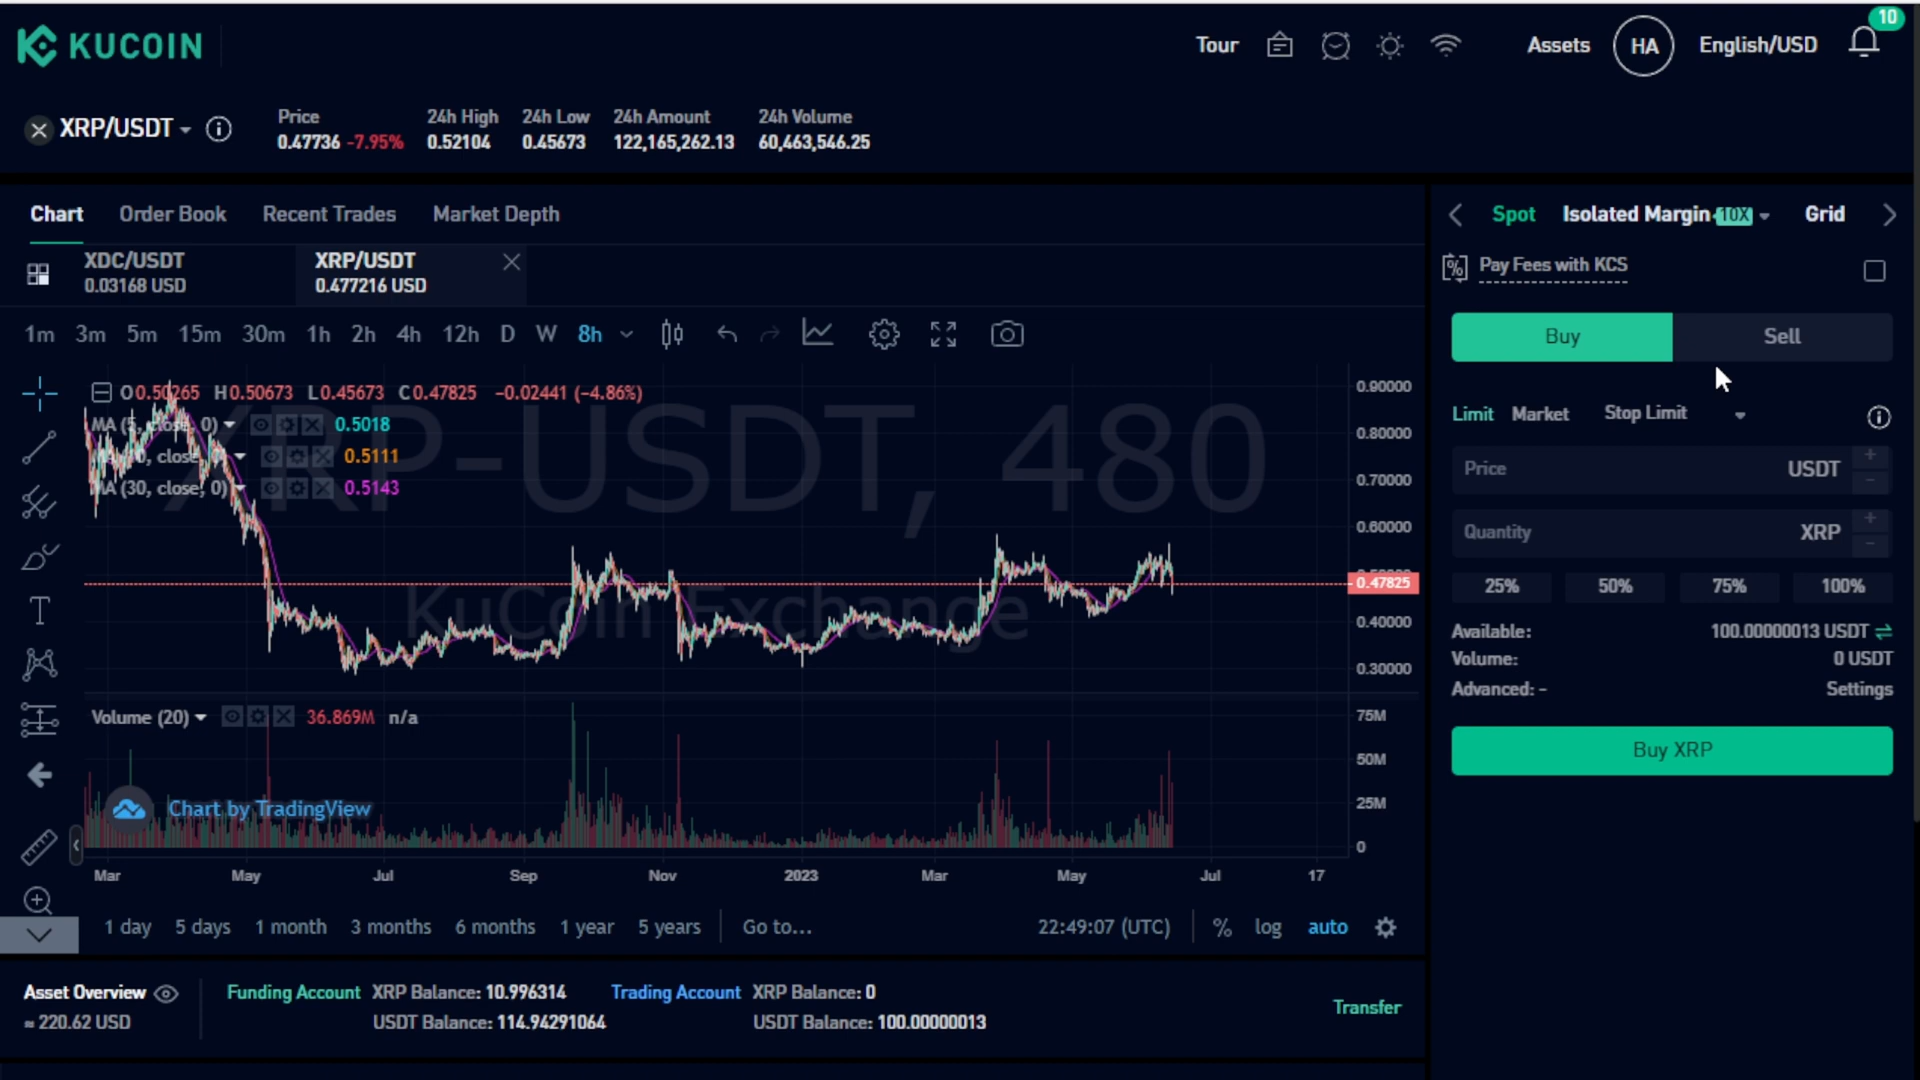 KUCOIN
Tour
Assets
HA
English/USD
10
XRP/USDT
Price
0.47736 -7.95%
24h High
0.52104
24h Low
0.45673
24h Amount
122,165,262.13
24h Volume
60,463,546.25
Chart Order Book Recent Trades Market Depth
XDC/USDT
0.03168 USD
XRP/USDT
0.477216 USD
1m 3m 5m 15m 30m 1h 2h 4h 12h D W 8h
O0.50265 H0.50673 L0.45673 C0.47825 -0.02441 (-4.86%)
MA (5, close, 0) 0.5018
close 0.5111
MA (30, close, 0) 0.5143
XRP-USDT, 480
KuCoin Exchange
0.90000
0.80000
0.70000
0.60000
0.47825
0.40000
0.30000
Volume (20) 36.869M n/a
75M
50M
25M
0
Chart by TradingView
Mar May Jul Sep Nov 2023 Mar May Jul 17
1 day 5 days 1 month 3 months 6 months 1 year 5 years Go to... 22:49:07 (UTC) % log auto
Asset Overview
≈ 220.62 USD
Funding Account XRP Balance: 10.996314
USDT Balance: 114.94291064
Trading Account XRP Balance: 0
USDT Balance: 100.00000013
Transfer
Spot Isolated Margin 10X Grid
Pay Fees with KCS
Buy Sell
Limit Market Stop Limit
Price USDT
Quantity XRP
25% 50% 75% 100%
Available: 100.00000013 USDT
Volume: 0 USDT
Advanced: - Settings
Buy XRP